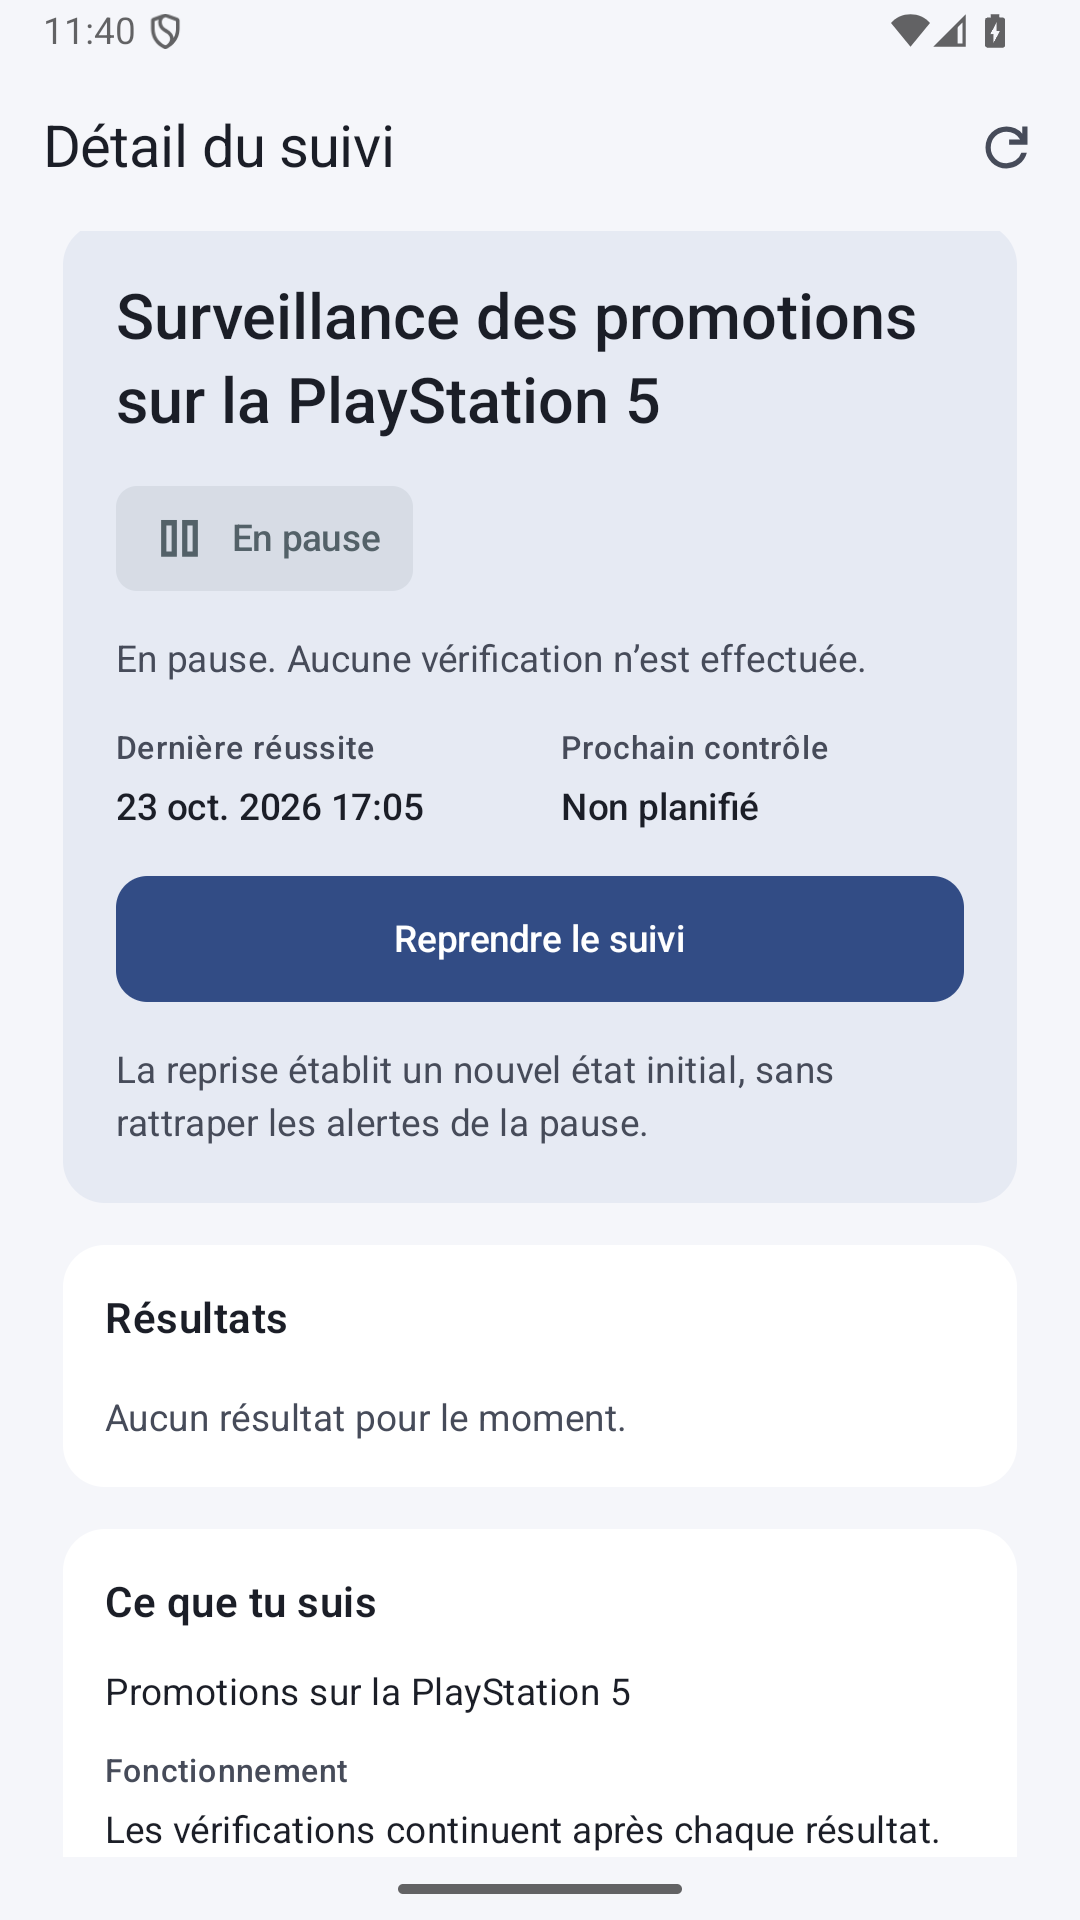 11:40
Détail du suivi
Surveillance des promotions
sur la PlayStation 5
En pause
En pause. Aucune vérification n’est effectuée.
Dernière réussite
Prochain contrôle
23 oct. 2026 17:05
Non planifié
Reprendre le suivi
La reprise établit un nouvel état initial, sans
rattraper les alertes de la pause.
Résultats
Aucun résultat pour le moment.
Ce que tu suis
Promotions sur la PlayStation 5
Fonctionnement
Les vérifications continuent après chaque résultat.